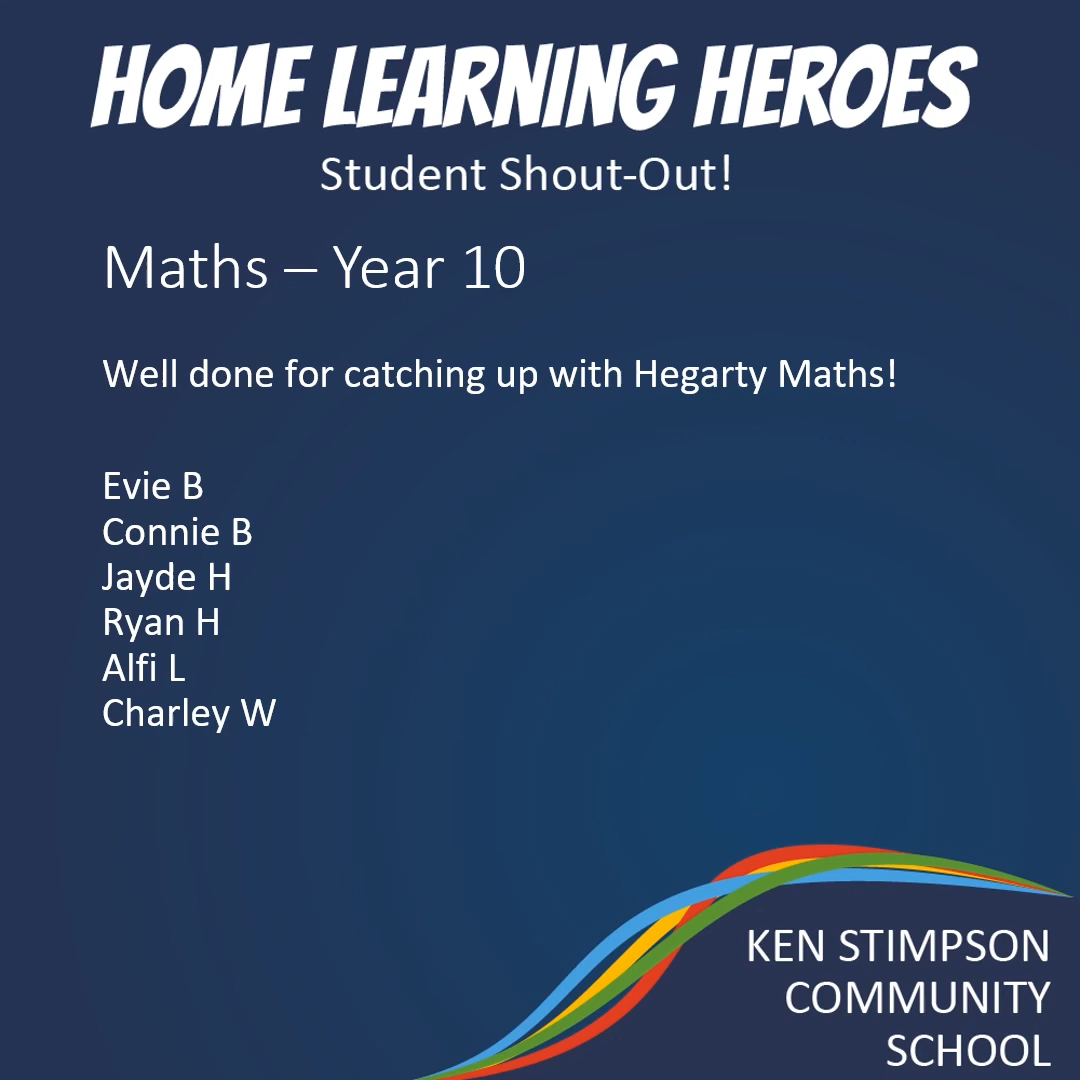 HOME LEARNING HEROES
Student Shout-Out!
Maths – Year 10
Well done for catching up with Hegarty Maths!
Evie B
Connie B
Jayde H
Ryan H
Alfi L
Charley W
KEN STIMPSON
COMMUNITY
SCHOOL